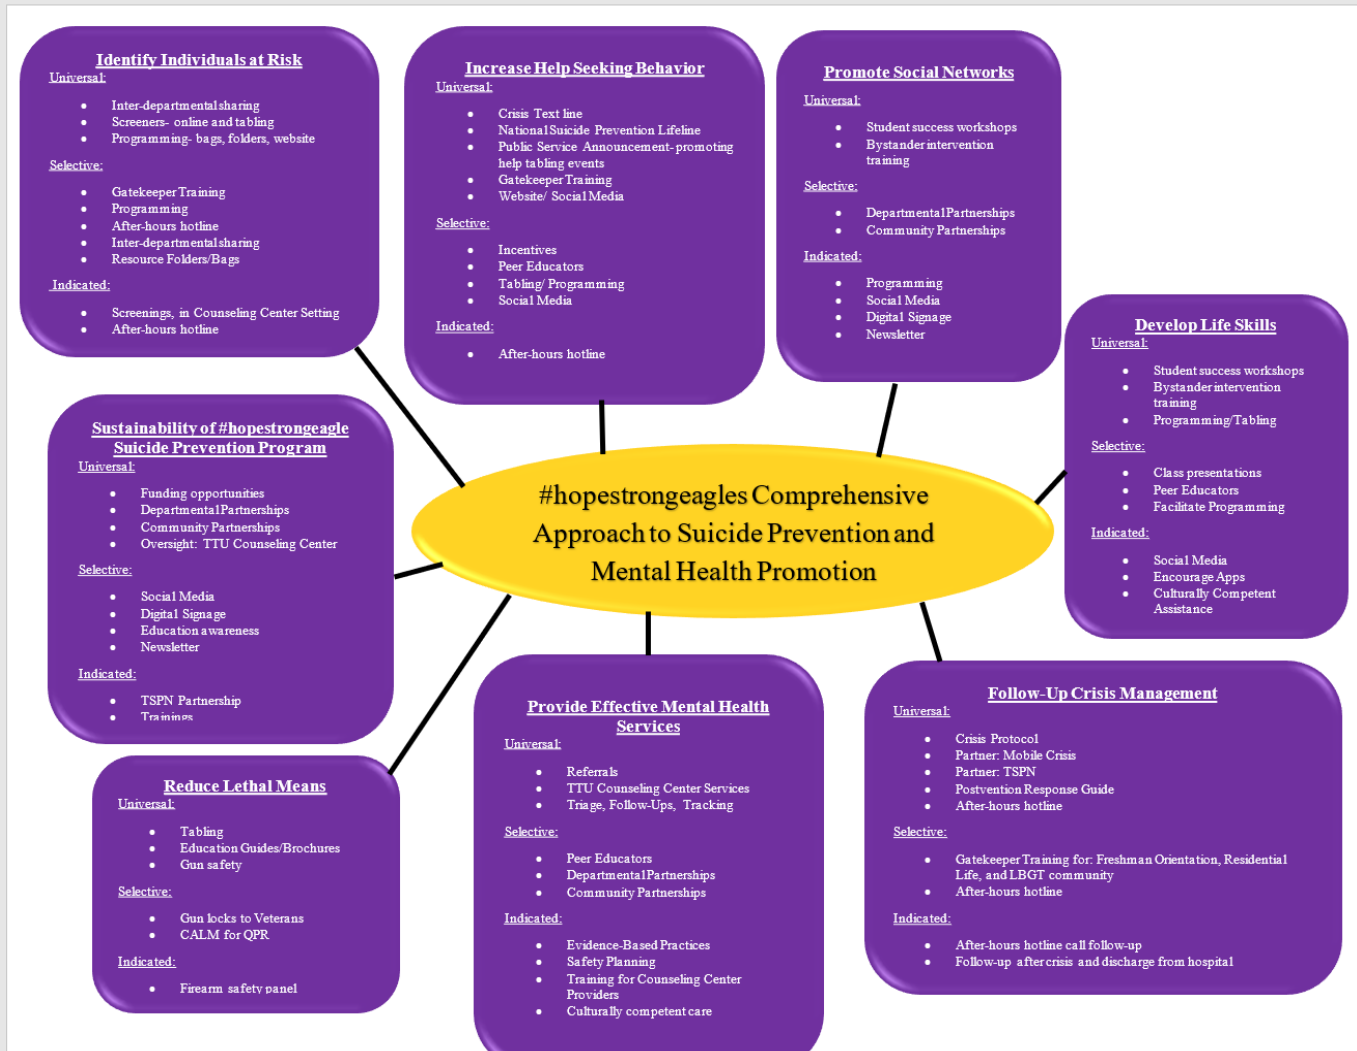 Identify Individuals at Risk
Universal:
Inter-departmental sharing
Screeners- online and tabling
Programming- bags, folders, website
Selective:
Gatekeeper Training
Programming
After-hours hotline
Inter-departmental sharing
Resource Folders/Bags
Indicated:
Screenings, in Counseling Center Setting
After-hours hotline
Increase Help Seeking Behavior
Universal:
Crisis Text line
National Suicide Prevention Lifeline
Public Service Announcement- promoting
help tabling events
Gatekeeper Training
Website/ Social Media
Selective:
Incentives
Peer Educators
Tabling/ Programming
Social Media
Indicated:
After-hours hotline
Promote Social Networks
Universal:
Student success workshops
Bystander intervention
training
Selective:
Departmental Partnerships
Community Partnerships
Indicated:
Programming
Social Media
Digital Signage
Newsletter
Develop Life Skills
Universal:
Student success workshops
Bystander intervention
training
Programming/Tabling
Selective:
Class presentations
Peer Educators
Facilitate Programming
Indicated:
Social Media
Encourage Apps
Culturally Competent
Assistance
Sustainability of #hopestrongeagle
Suicide Prevention Program
Universal:
Funding opportunities
Departmental Partnerships
Community Partnerships
Oversight: TTU Counseling Center
Selective:
Social Media
Digital Signage
Education awareness
Newsletter
Indicated:
TSPN Partnership
Trainings
#hopestrongeagles Comprehensive
Approach to Suicide Prevention and
Mental Health Promotion
Reduce Lethal Means
Universal:
Tabling
Education Guides/Brochures
Gun safety
Selective:
Gun locks to Veterans
CALM for QPR
Indicated:
Firearm safety panel
Provide Effective Mental Health
Services
Universal:
Referrals
TTU Counseling Center Services
Triage, Follow-Ups, Tracking
Selective:
Peer Educators
Departmental Partnerships
Community Partnerships
Indicated:
Evidence-Based Practices
Safety Planning
Training for Counseling Center
Providers
Culturally competent care
Follow-Up Crisis Management
Universal:
Crisis Protocol
Partner: Mobile Crisis
Partner: TSPN
Postvention Response Guide
After-hours hotline
Selective:
Gatekeeper Training for: Freshman Orientation, Residential
Life, and LBGT community
After-hours hotline
Indicated:
After-hours hotline call follow-up
Follow-up after crisis and discharge from hospital